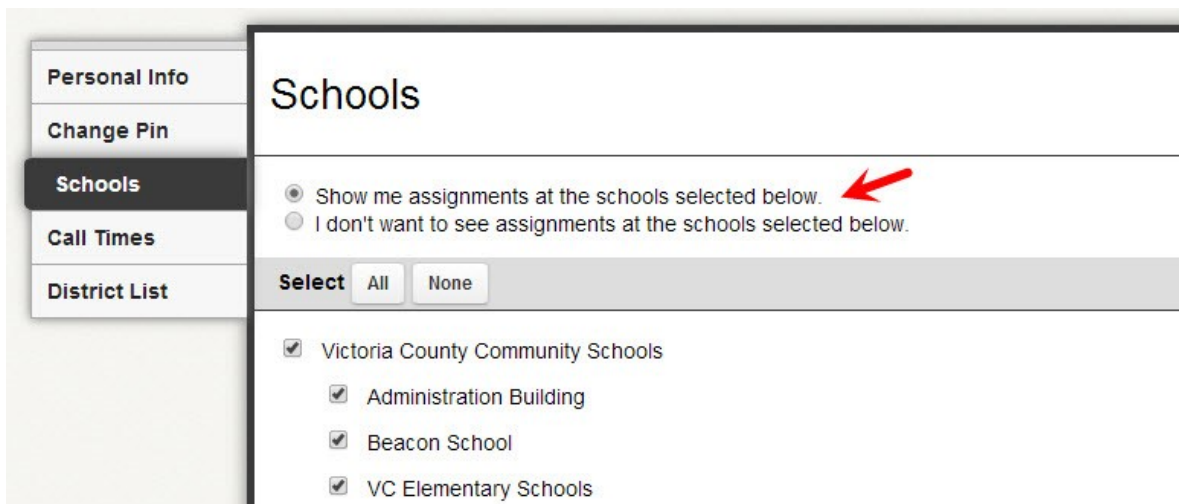 Personal Info
Change Pin
Schools
Call Times
District List
Schools
Show me assignments at the schools selected below.
I don't want to see assignments at the schools selected below.
Select All None
Victoria County Community Schools
Administration Building
Beacon School
VC Elementary Schools